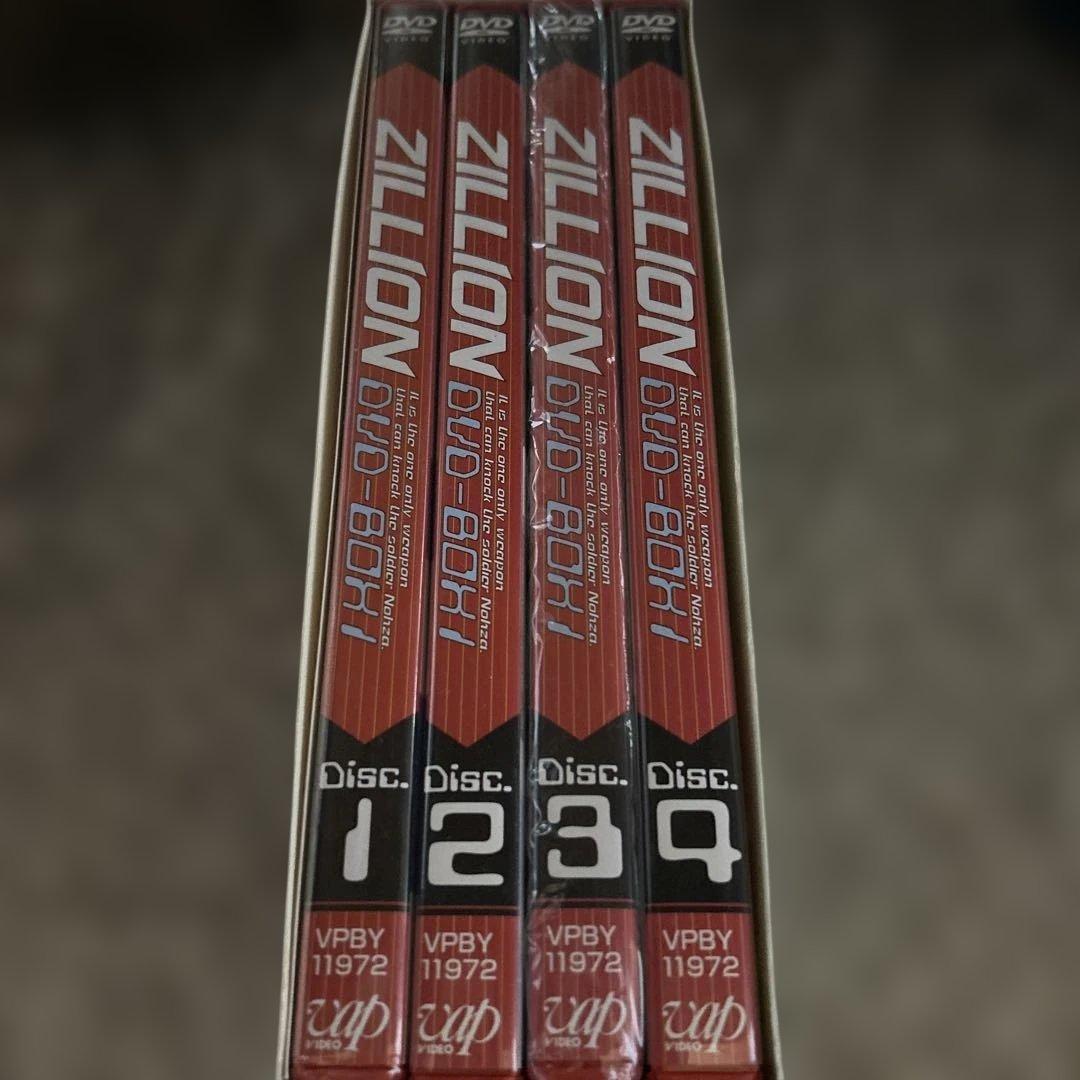 DVD
VIDEO
ZILLION
DVD-BOX 1
It is the one only weapon
that can knock the soldier Nohza.
Disc.
1
VPBY
11972
vap
VIDEO
DVD
VIDEO
ZILLION
DVD-BOX 1
It is the one only weapon
that can knock the soldier Nohza.
Disc.
2
VPBY
11972
vap
VIDEO
DVD
VIDEO
ZILLION
DVD-BOX 1
It is the one only weapon
that can knock the soldier Nohza.
Disc.
3
VPBY
11972
vap
VIDEO
DVD
VIDEO
ZILLION
DVD-BOX 1
It is the one only weapon
that can knock the soldier Nohza.
Disc.
4
VPBY
11972
vap
VIDEO